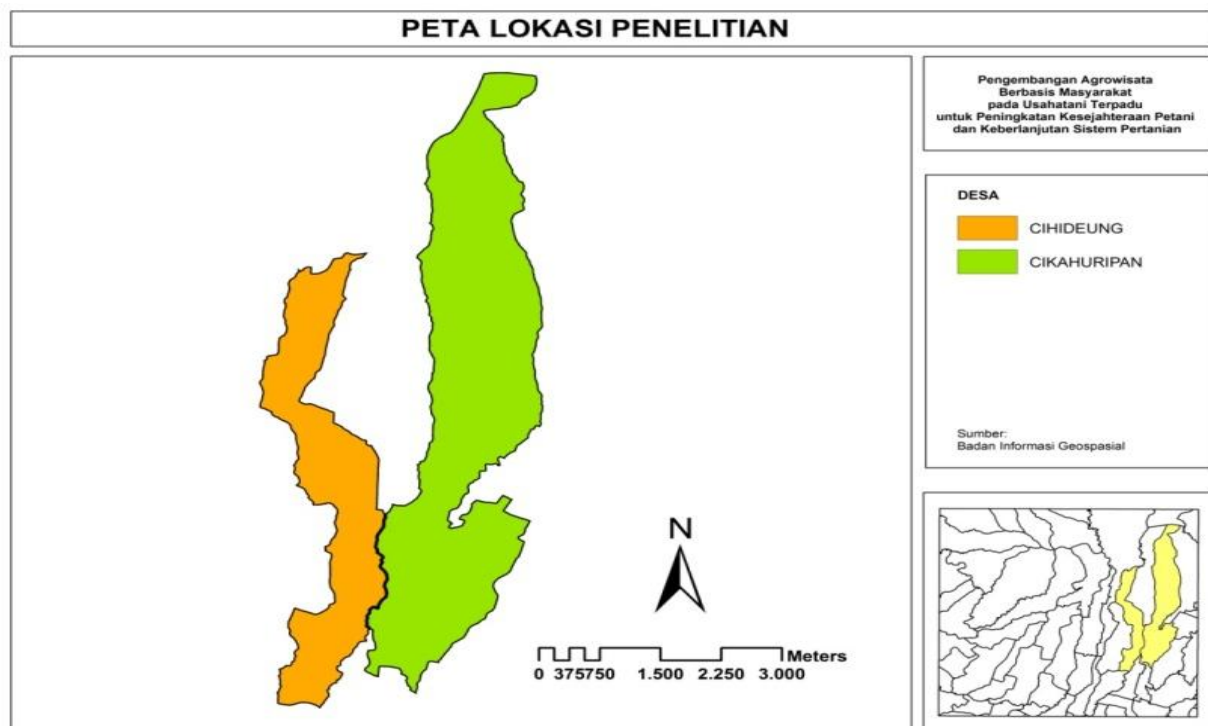 PETA LOKASI PENELITIAN
Pengembangan Agrowisata
Berbasis Masyarakat
pada Usahatani Terpadu
untuk Peningkatan Kesejahteraan Petani
dan Keberlanjutan Sistem Pertanian
DESA
CIHIDEUNG
CIKAHURIPAN
Sumber:
Badan Informasi Geospasial
N
Meters
0 375750 1.500 2.250 3.000